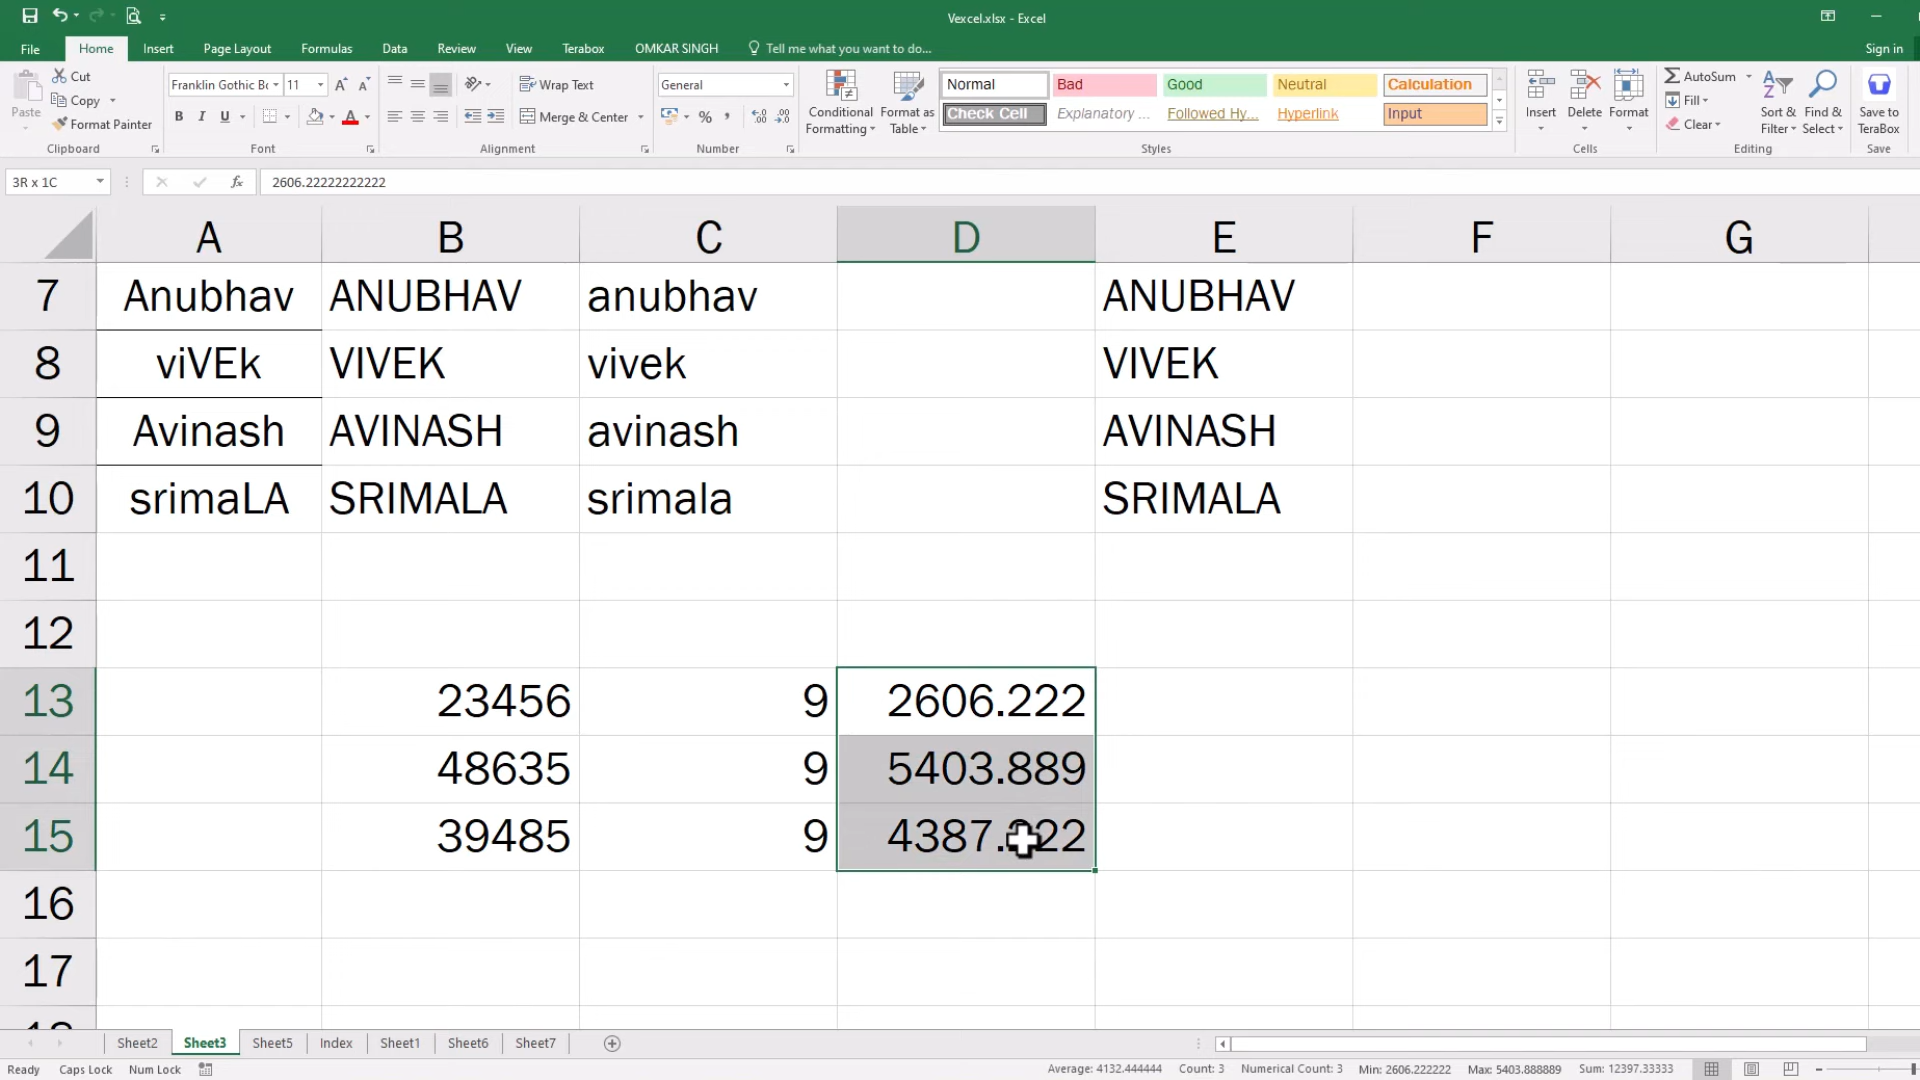 Vexcel.xlsx - Excel
File Home Insert Page Layout Formulas Data Review View Terabox OMKAR SINGH Tell me what you want to do... Sign in
Paste
Cut
Copy
Format Painter
Clipboard
Franklin Gothic B 11
B I U
Font
Wrap Text
Merge & Center
Alignment
General
%
Number
Conditional Formatting
Format as Table
Normal Bad Good Neutral Calculation
Check Cell Explanatory ... Followed Hy... Hyperlink Input
Styles
Insert Delete Format
Cells
AutoSum
Fill
Clear
Sort & Filter
Find & Select
Editing
Save to TeraBox
Save
3R x 1C fx 2606.22222222222
A B C D E F G
7 Anubhav ANUBHAV anubhav ANUBHAV
8 viVEk VIVEK vivek VIVEK
9 Avinash AVINASH avinash AVINASH
10 srimaLA SRIMALA srimala SRIMALA
11
12
13 23456 9 2606.222
14 48635 9 5403.889
15 39485 9 4387.222
16
17
Sheet2 Sheet3 Sheet5 Index Sheet1 Sheet6 Sheet7
Ready Caps Lock Num Lock Average: 4132.444444 Count: 3 Numerical Count: 3 Min: 2606.222222 Max: 5403.888889 Sum: 12397.33333